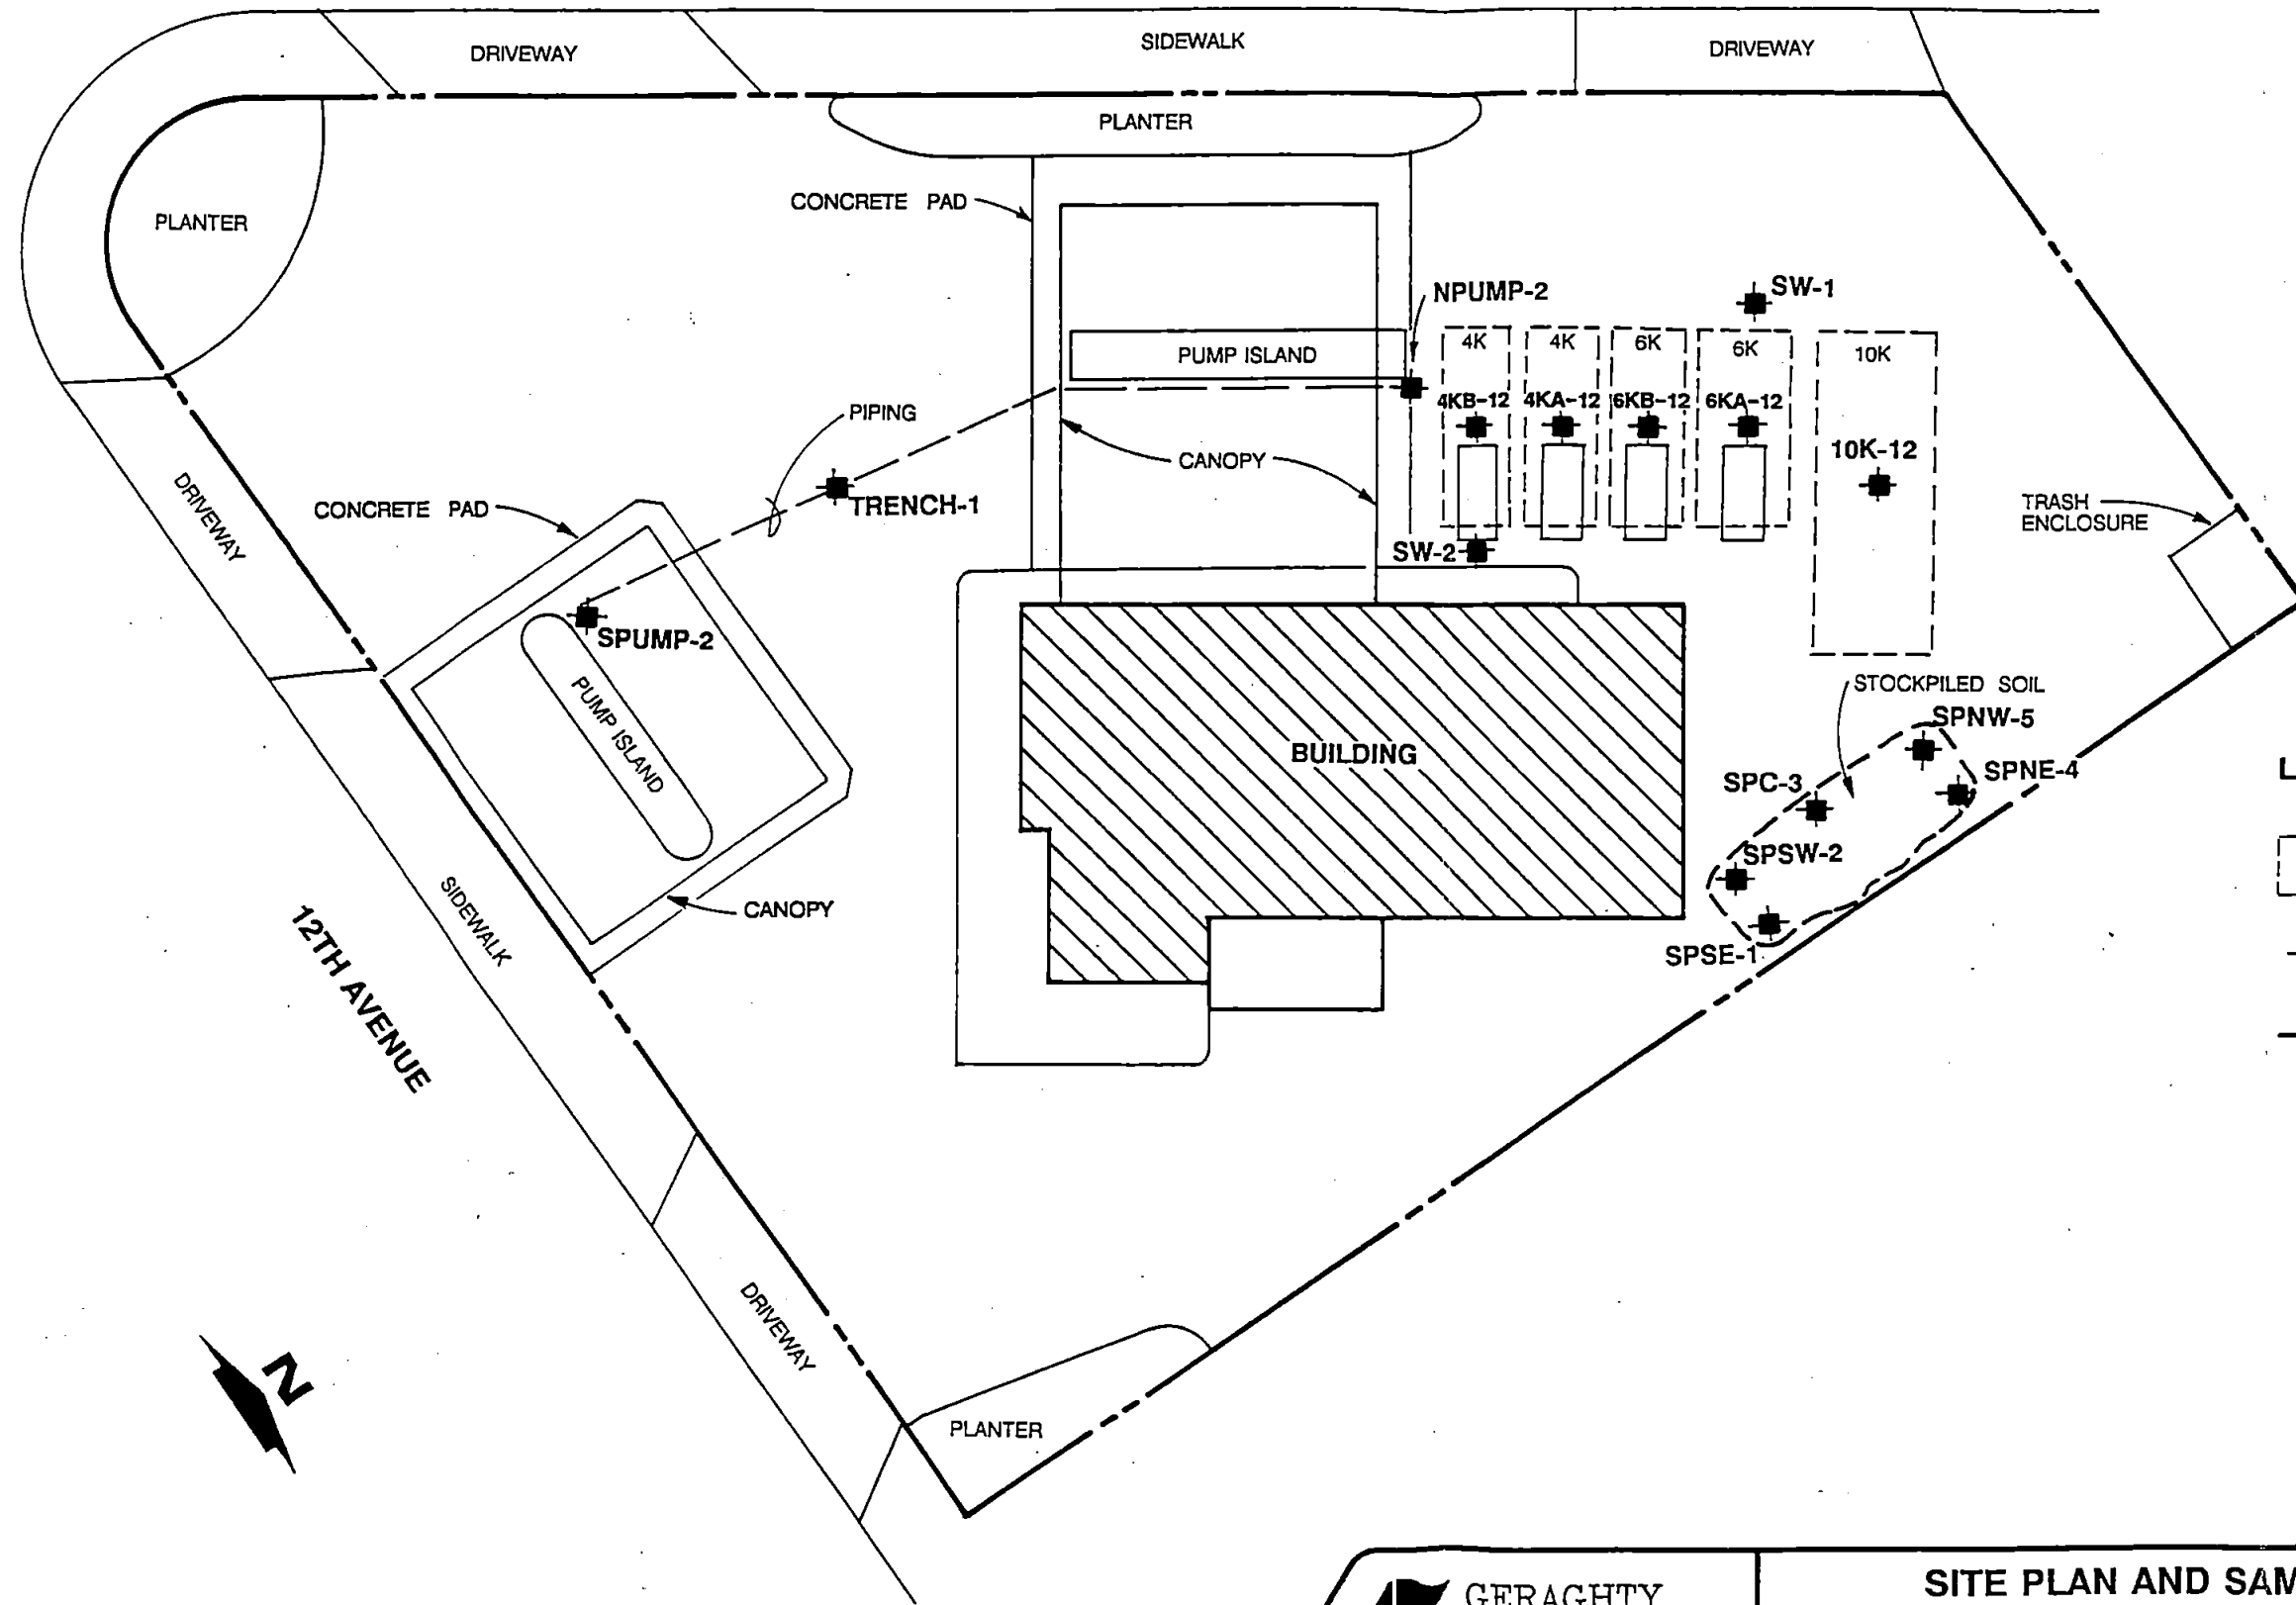 DRIVEWAY
SIDEWALK
DRIVEWAY
PLANTER
PLANTER
CONCRETE PAD
NPUMP-2
SW-1
PUMP ISLAND
4K
4K
6K
6K
10K
PIPING
4KB-12
4KA-12
6KB-12
6KA-12
CANOPY
10K-12
DRIVEWAY
CONCRETE PAD
TRENCH-1
TRASH
ENCLOSURE
SW-2
SPUMP-2
PUMP ISLAND
STOCKPILED SOIL
SPNW-5
BUILDING
SPC-3
SPNE-4
L
SPSW-2
SIDEWALK
CANOPY
SPSE-1
12TH AVENUE
DRIVEWAY
N
PLANTER
GERAGHTY
SITE PLAN AND SAM